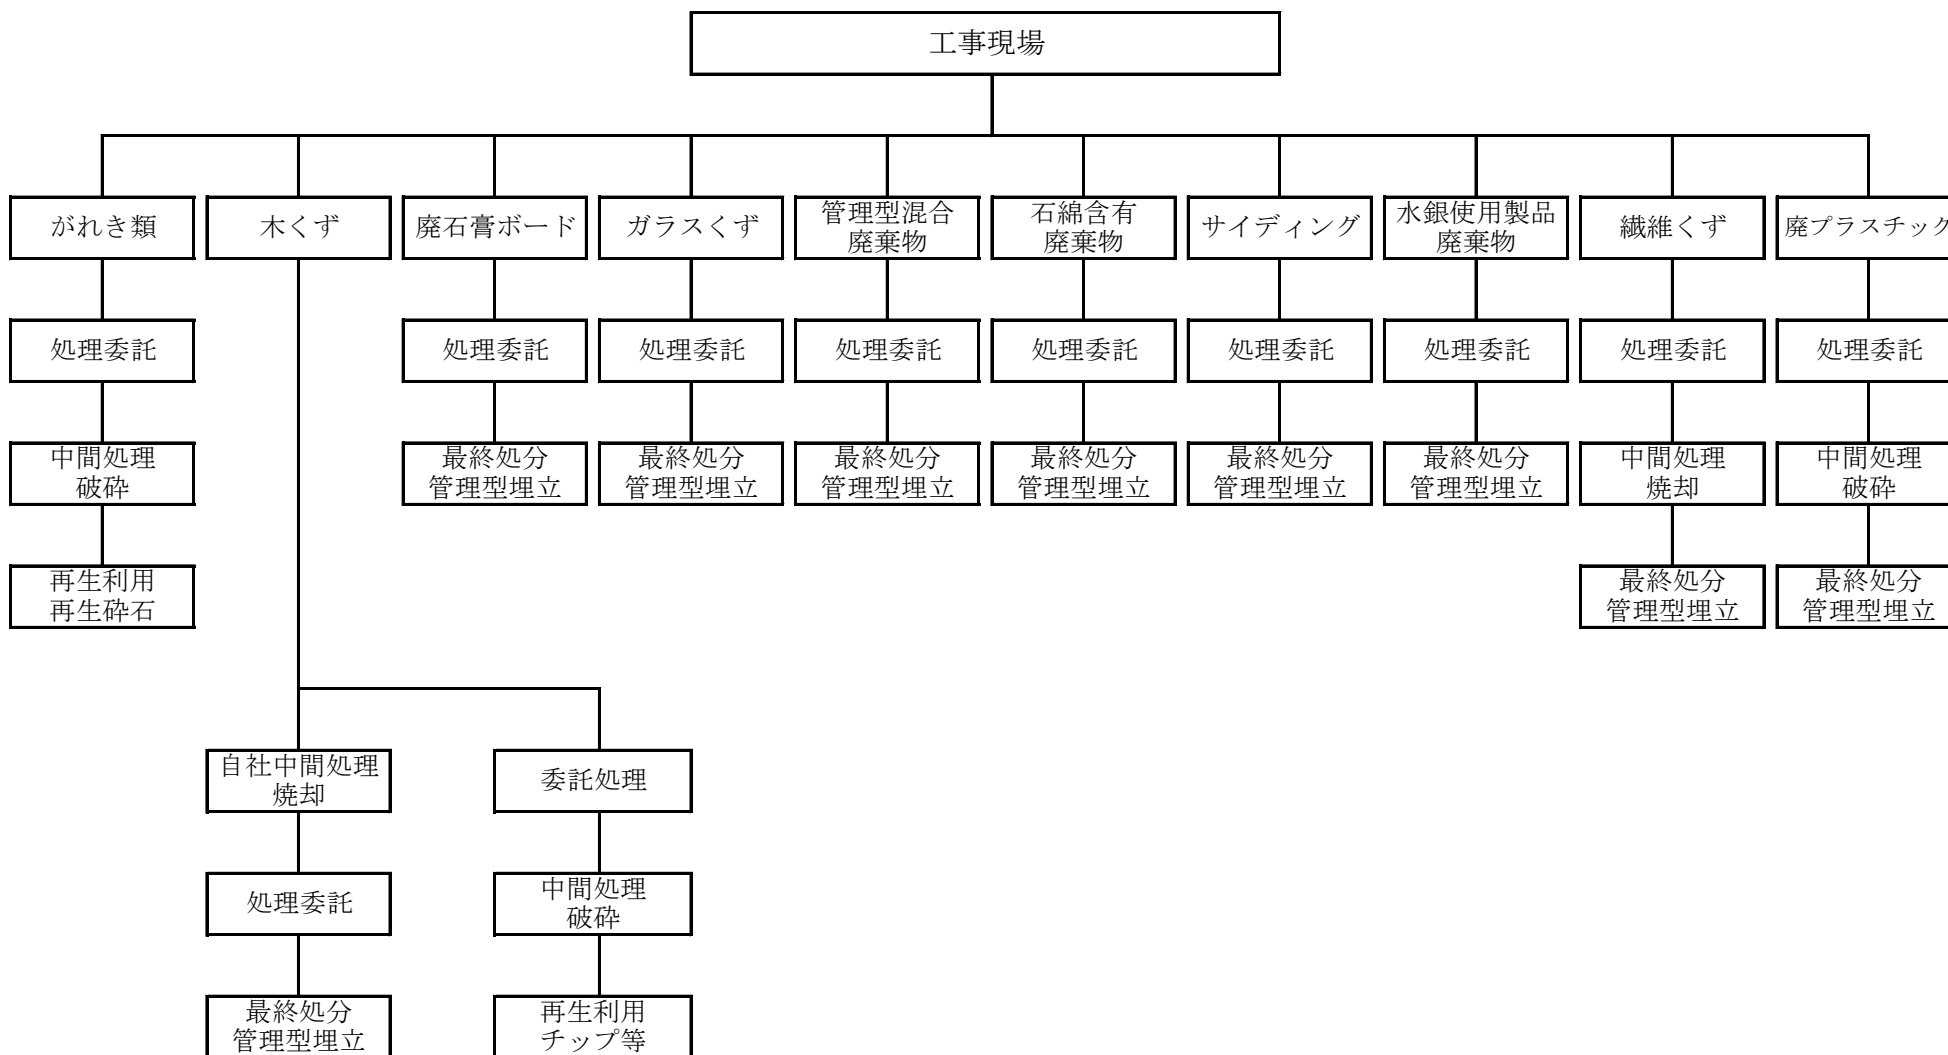 工事現場
がれき類
木くず
廃石膏ボード
ガラスくず
管理型混合
廃棄物
石綿含有
廃棄物
サイディング
水銀使用製品
廃棄物
繊維くず
廃プラスチック
処理委託
処理委託
処理委託
処理委託
処理委託
処理委託
処理委託
処理委託
処理委託
中間処理
破砕
最終処分
管理型埋立
最終処分
管理型埋立
最終処分
管理型埋立
最終処分
管理型埋立
最終処分
管理型埋立
最終処分
管理型埋立
中間処理
焼却
中間処理
破砕
再生利用
再生砕石
最終処分
管理型埋立
最終処分
管理型埋立
自社中間処理
焼却
委託処理
処理委託
中間処理
破砕
最終処分
管理型埋立
再生利用
チップ等